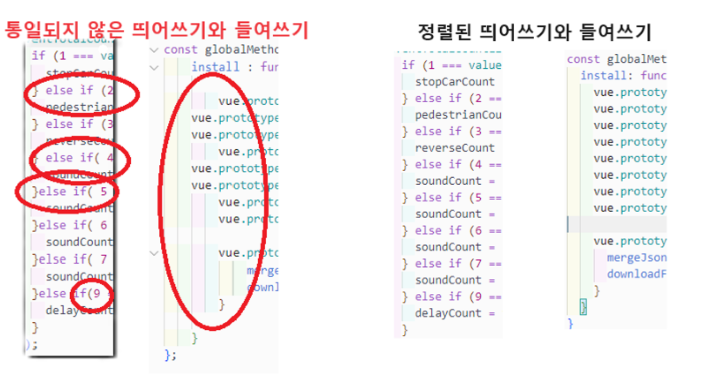 통일되지 않은 띄어쓰기와 들여쓰기
if (1 === va
stopCarCount
} else if (2
pedestrian
} else if (3
reverseCoun
} else if( 4
soundCount
}else if( 5
soundCount
}else if( 6
soundCount
}else if( 7
soundCount
}else if(9
delayCount
}
);
const globalMetho
install : fun
vue.proto
vue.prototype
vue.prototype
vue.proto
vue.prototype
vue.prototype
vue.proto
vue.proto
vue.proto
merge
downl
}
}
};
정렬된 띄어쓰기와 들여쓰기
if (1 === value
stopCarCount
} else if (2 ==
pedestrianCou
} else if (3 ==
reverseCount
} else if (4 ==
soundCount =
} else if (5 ==
soundCount =
} else if (6 ==
soundCount =
} else if (7 ==
soundCount =
} else if (9 ==
delayCount =
}
const globalMet
install: func
vue.prototy
vue.prototy
vue.prototy
vue.prototy
vue.prototy
vue.prototy
vue.prototy
vue.prototy
vue.prototy
mergeJson
downloadF
}
}
}